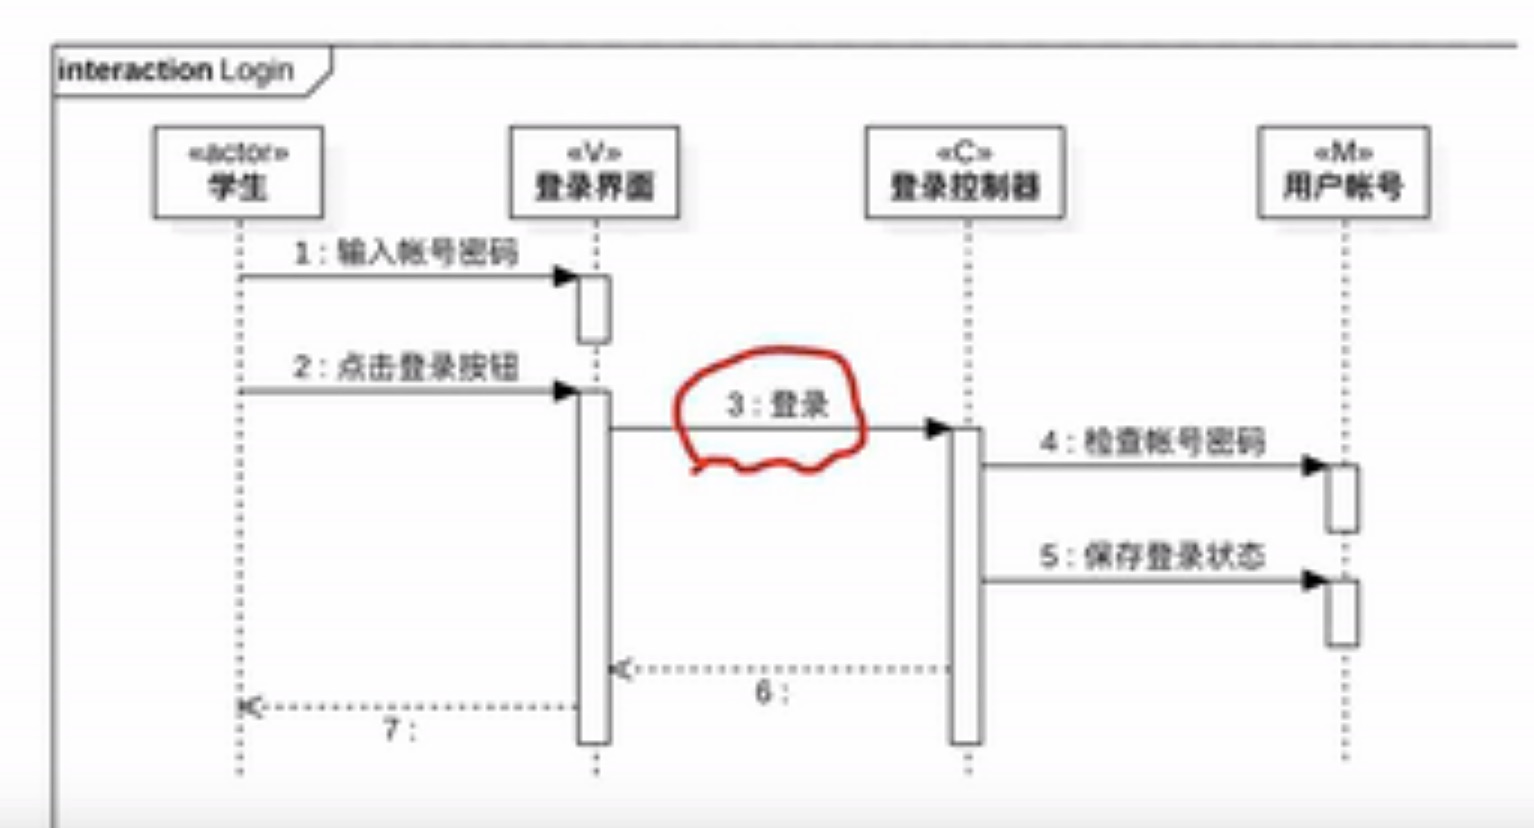 interaction Login
«actor»
学生
«V»
登录界面
«C»
登录控制器
«M»
用户帐号
1 : 输入帐号密码
2 : 点击登录按钮
3 : 登录
4 : 检查帐号密码
5 : 保存登录状态
6 :
7 :